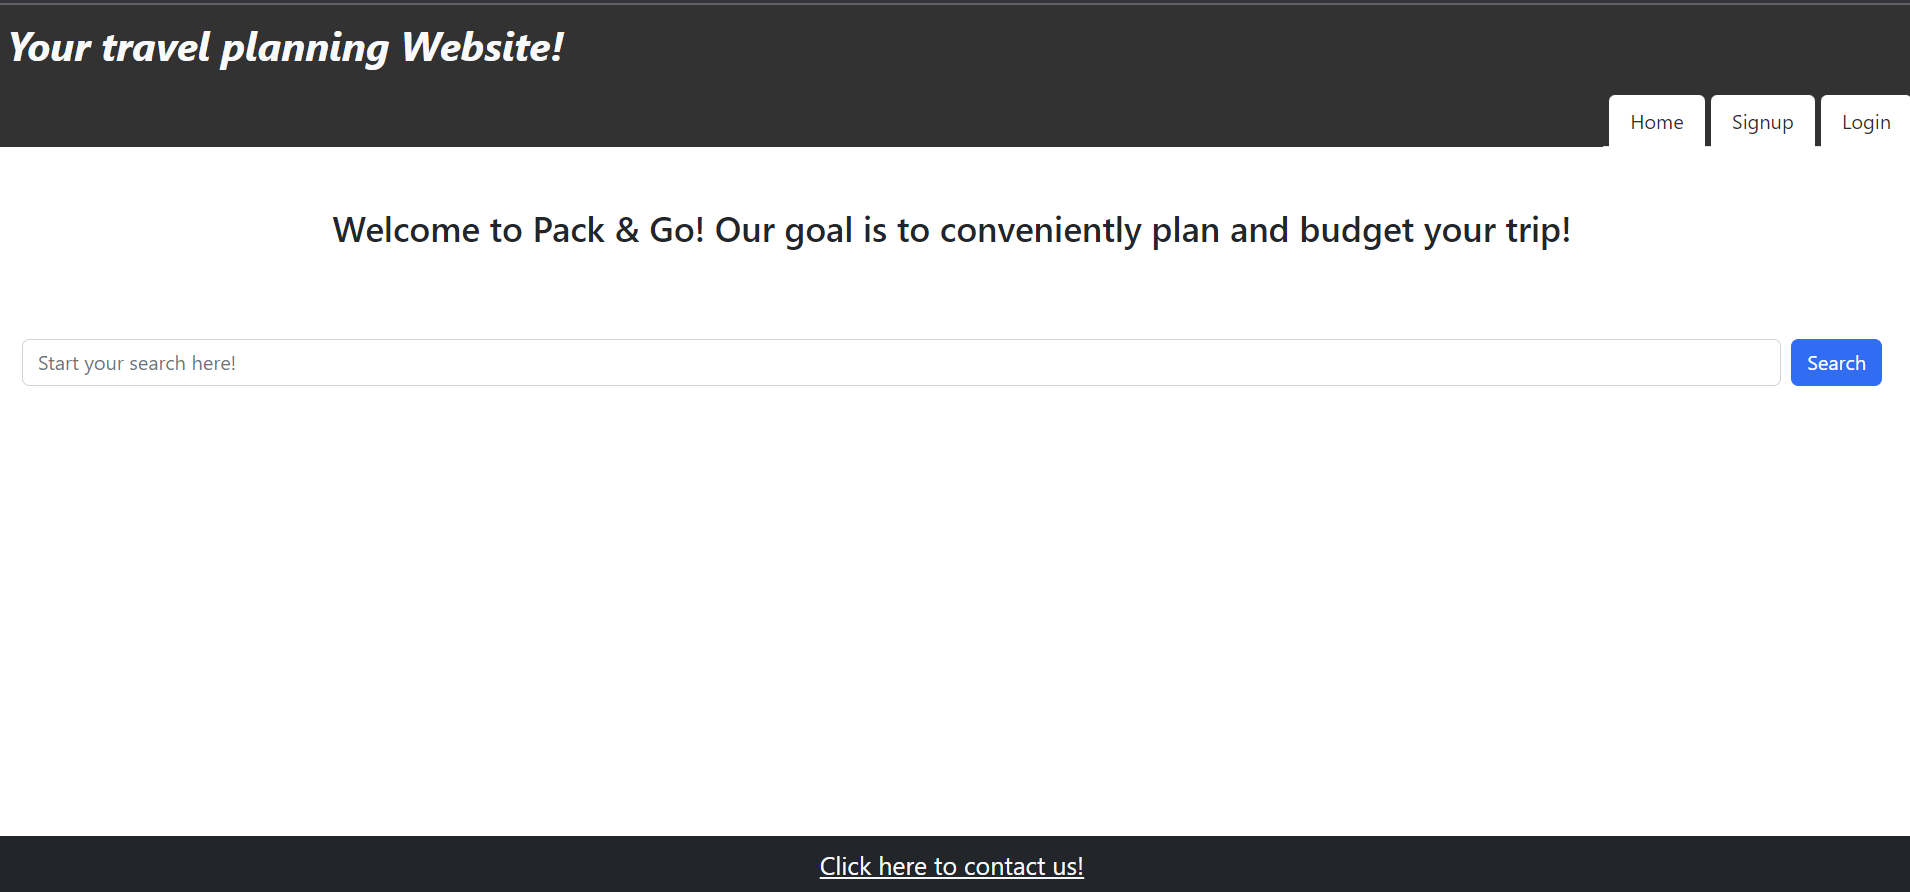 Your travel planning Website!
Home Signup Login
Welcome to Pack & Go! Our goal is to conveniently plan and budget your trip!
Start your search here! Search
Click here to contact us!